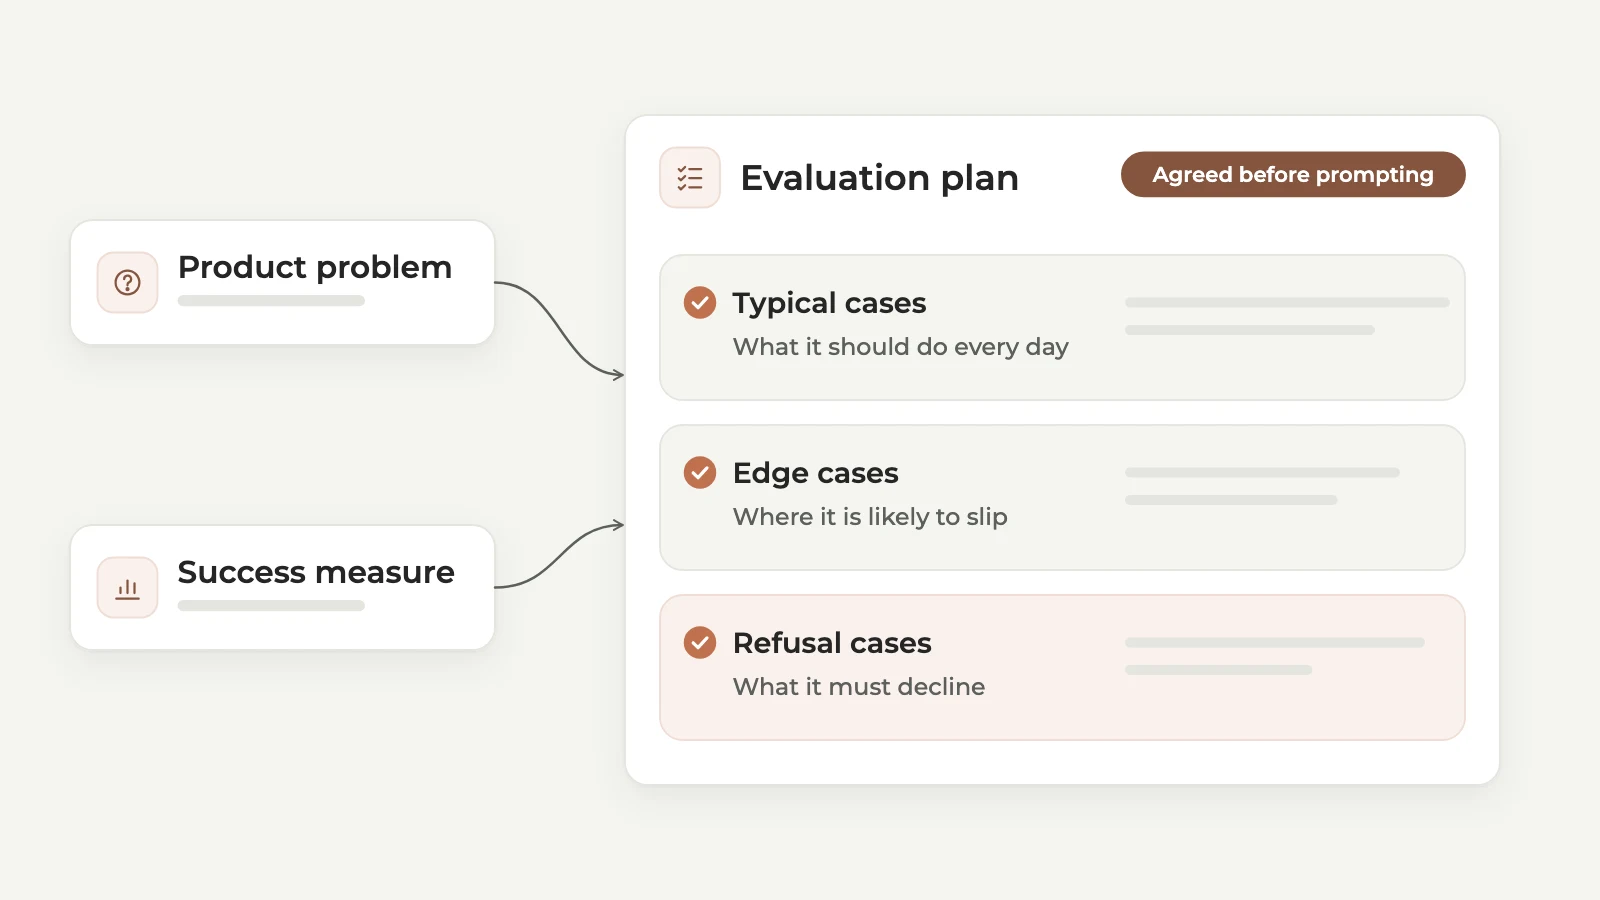 Product problem
Success measure
Evaluation plan
Agreed before prompting
Typical cases
What it should do every day
Edge cases
Where it is likely to slip
Refusal cases
What it must decline